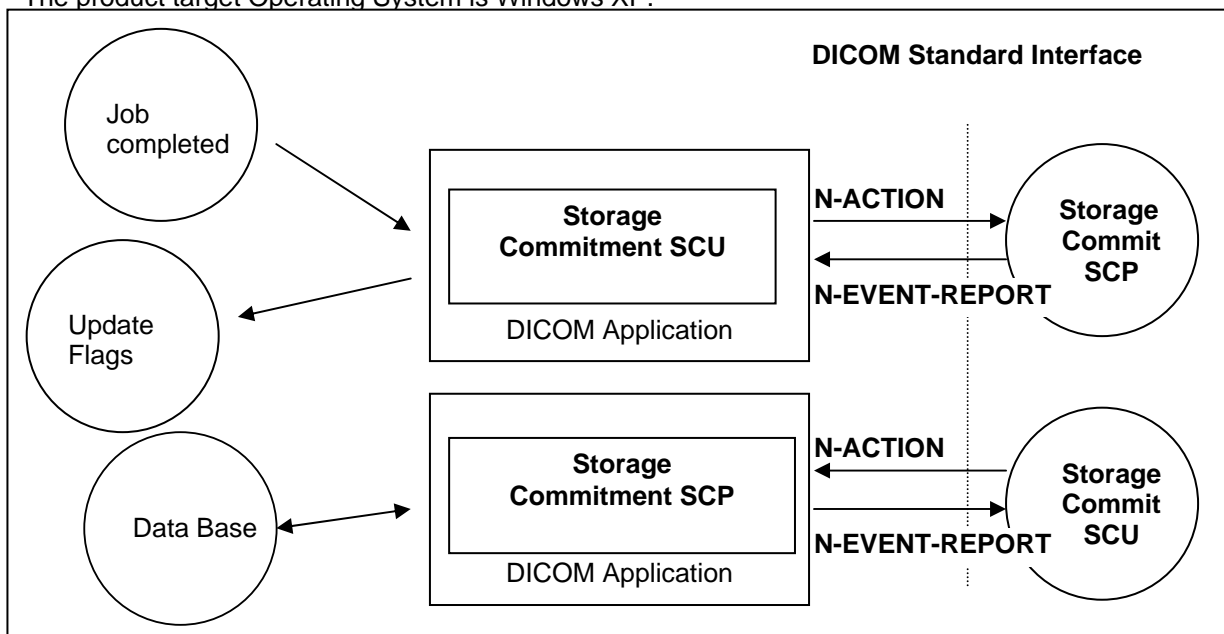 The product target Operating System is Windows XP.
DICOM Standard Interface
Job
completed
Storage
Commitment SCU
DICOM Application
N-ACTION
N-EVENT-REPORT
Storage
Commit
SCP
Update
Flags
Data Base
Storage
Commitment SCP
DICOM Application
N-ACTION
N-EVENT-REPORT
Storage
Commit
SCU